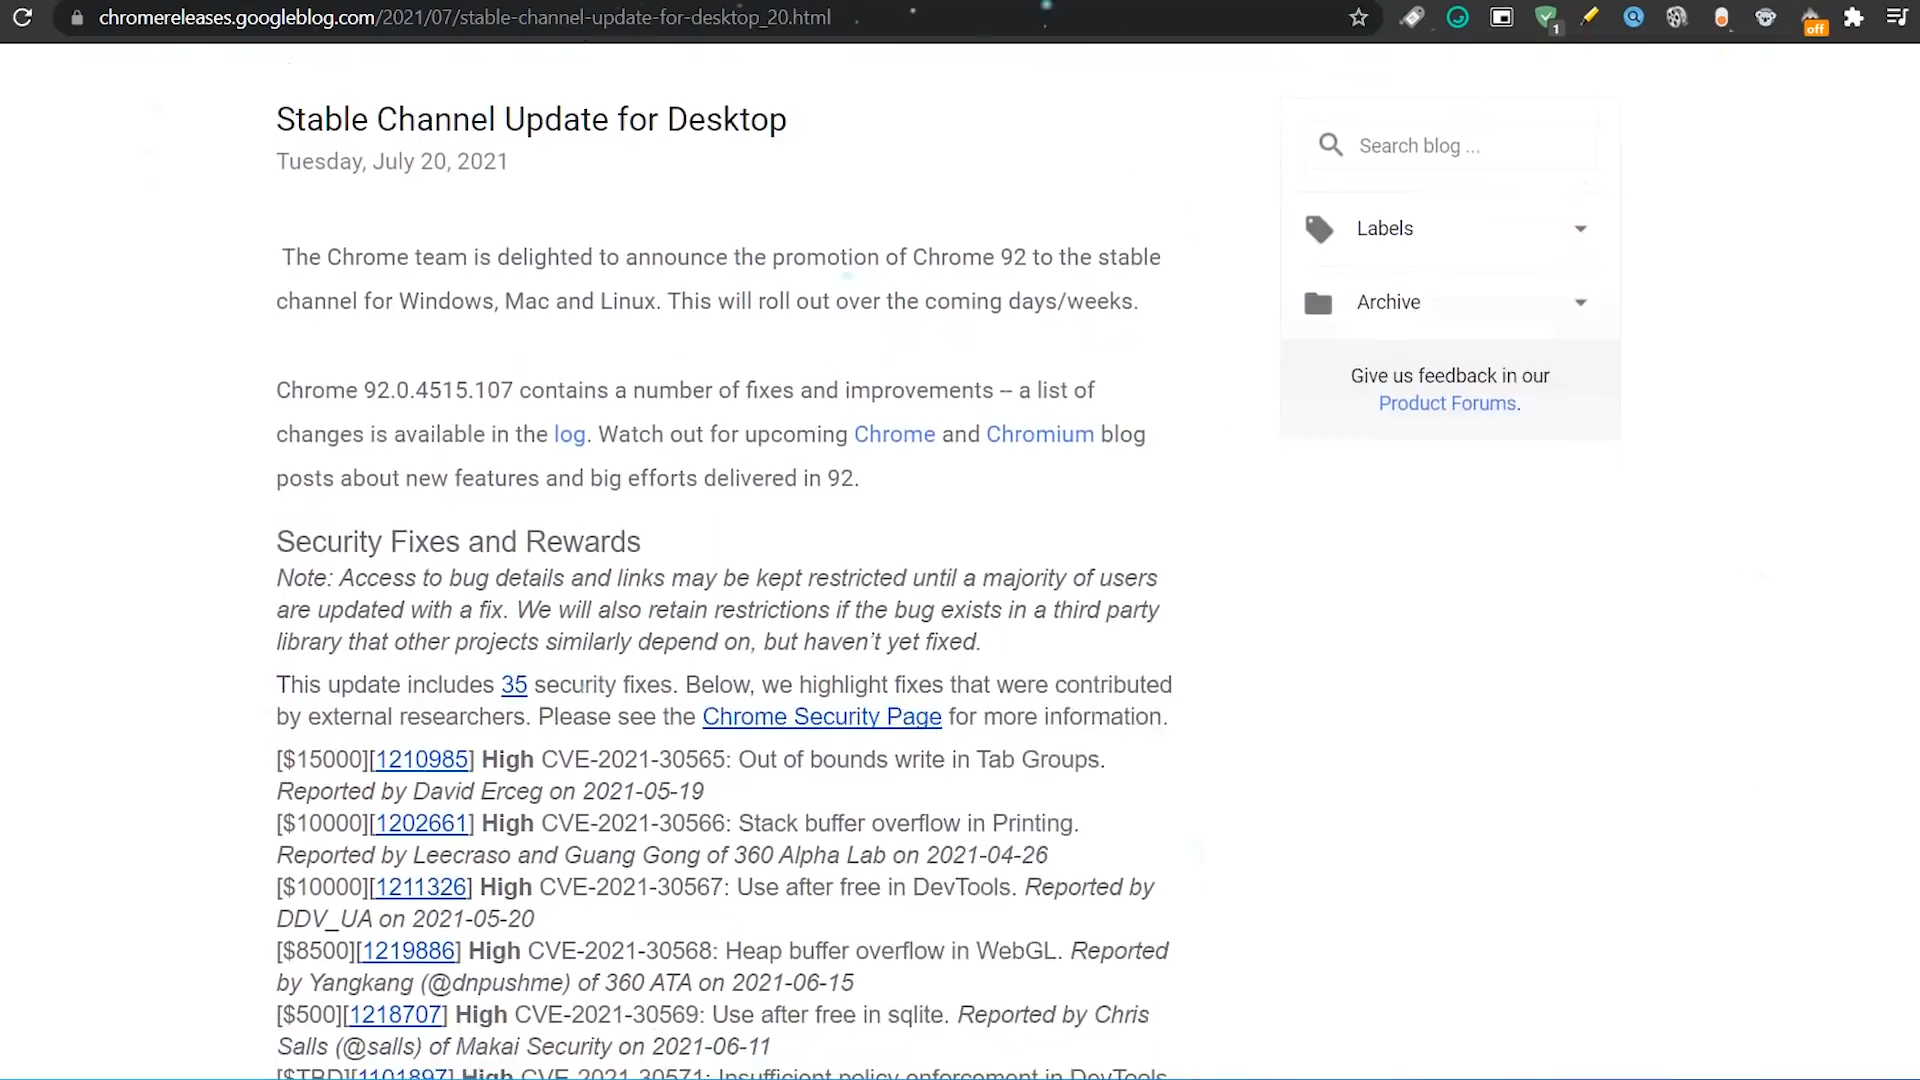 chromereleases.googleblog.com/2021/07/stable-channel-update-for-desktop_20.html
1
off
Stable Channel Update for Desktop
Tuesday, July 20, 2021
Search blog ...
Labels
Archive
Give us feedback in our
Product Forums.
The Chrome team is delighted to announce the promotion of Chrome 92 to the stable
channel for Windows, Mac and Linux. This will roll out over the coming days/weeks.
Chrome 92.0.4515.107 contains a number of fixes and improvements -- a list of
changes is available in the log. Watch out for upcoming Chrome and Chromium blog
posts about new features and big efforts delivered in 92.
Security Fixes and Rewards
Note: Access to bug details and links may be kept restricted until a majority of users
are updated with a fix. We will also retain restrictions if the bug exists in a third party
library that other projects similarly depend on, but haven’t yet fixed.
This update includes 35 security fixes. Below, we highlight fixes that were contributed
by external researchers. Please see the Chrome Security Page for more information.
[$15000][1210985] High CVE-2021-30565: Out of bounds write in Tab Groups.
Reported by David Erceg on 2021-05-19
[$10000][1202661] High CVE-2021-30566: Stack buffer overflow in Printing.
Reported by Leecraso and Guang Gong of 360 Alpha Lab on 2021-04-26
[$10000][1211326] High CVE-2021-30567: Use after free in DevTools. Reported by
DDV_UA on 2021-05-20
[$8500][1219886] High CVE-2021-30568: Heap buffer overflow in WebGL. Reported
by Yangkang (@dnpushme) of 360 ATA on 2021-06-15
[$500][1218707] High CVE-2021-30569: Use after free in sqlite. Reported by Chris
Salls (@salls) of Makai Security on 2021-06-11
[$TBD][1101897] High CVE-2021-30571: Insufficient policy enforcement in DevTools